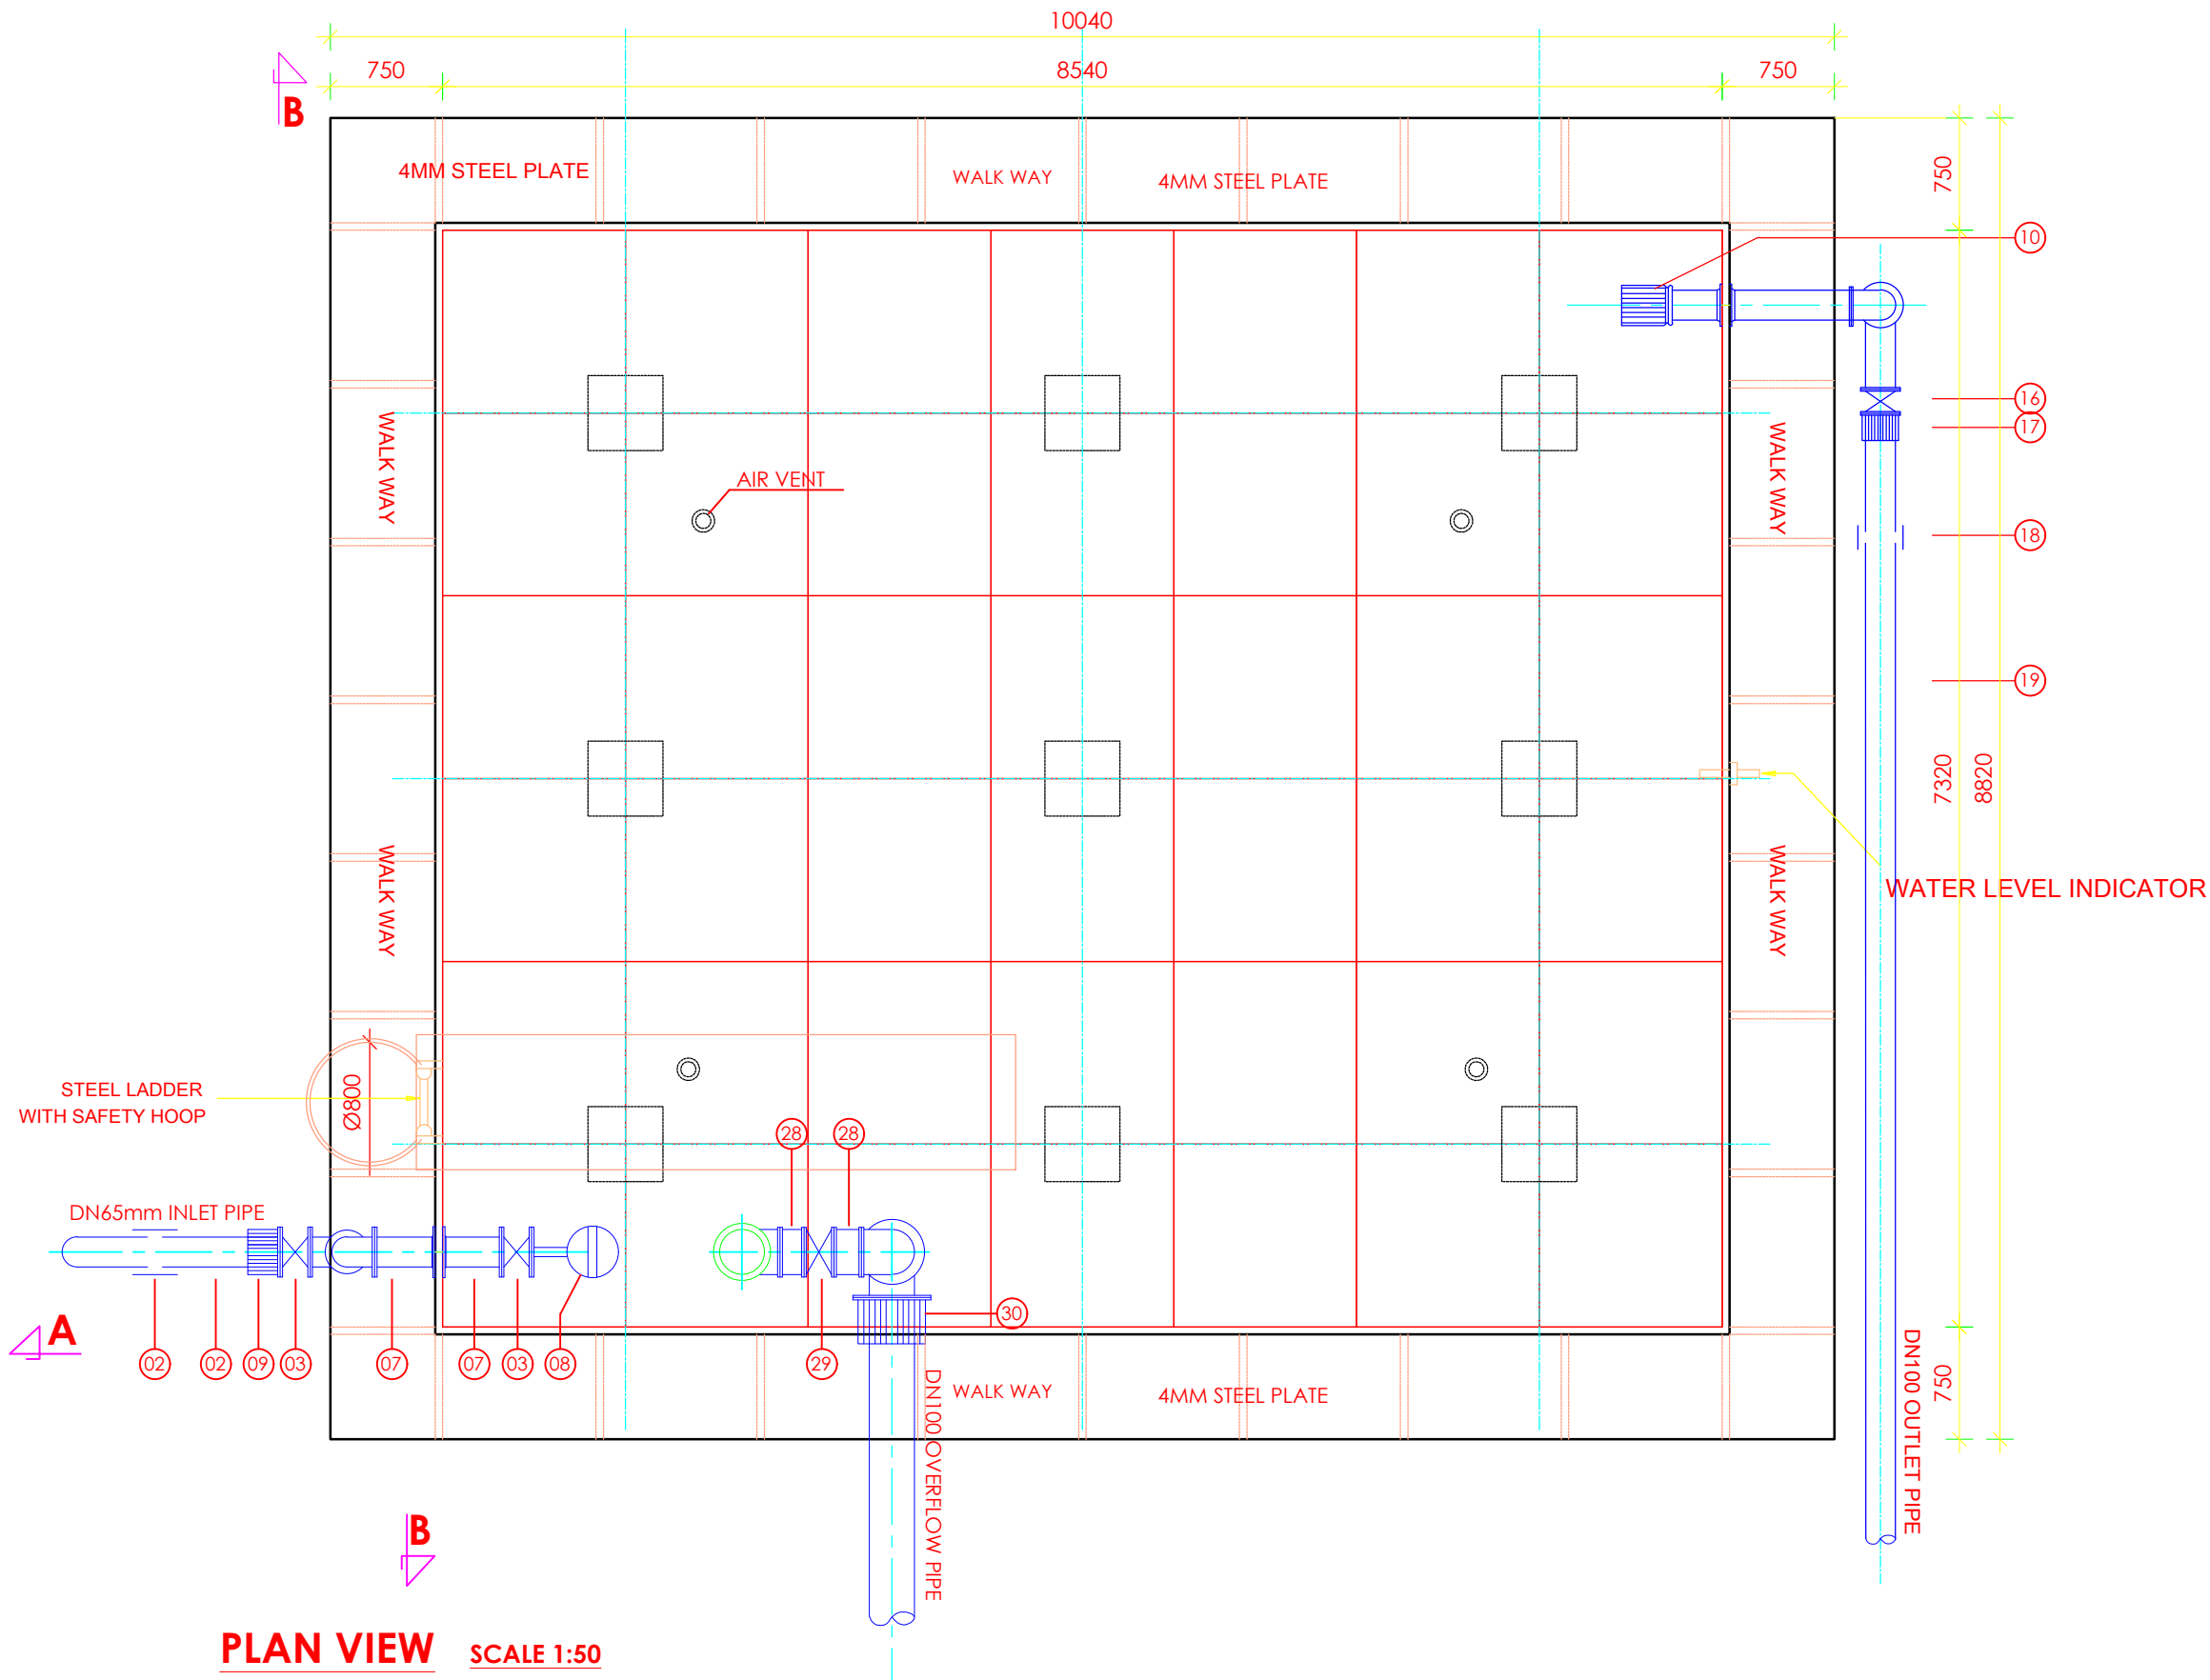 10040
750
8540
750
B
4MM STEEL PLATE
WALK WAY
4MM STEEL PLATE
750
10
16
17
WALK WAY
WALK WAY
AIR VENT
18
19
7320
8820
WALK WAY
WALK WAY
WATER LEVEL INDICATOR
STEEL LADDER
WITH SAFETY HOOP
Ø800
28
28
DN65mm INLET PIPE
30
A
02
02
09
03
07
07
03
08
29
WALK WAY
4MM STEEL PLATE
750
DN100 OVERFLOW PIPE
DN100 OUTLET PIPE
B
PLAN VIEW
SCALE 1:50